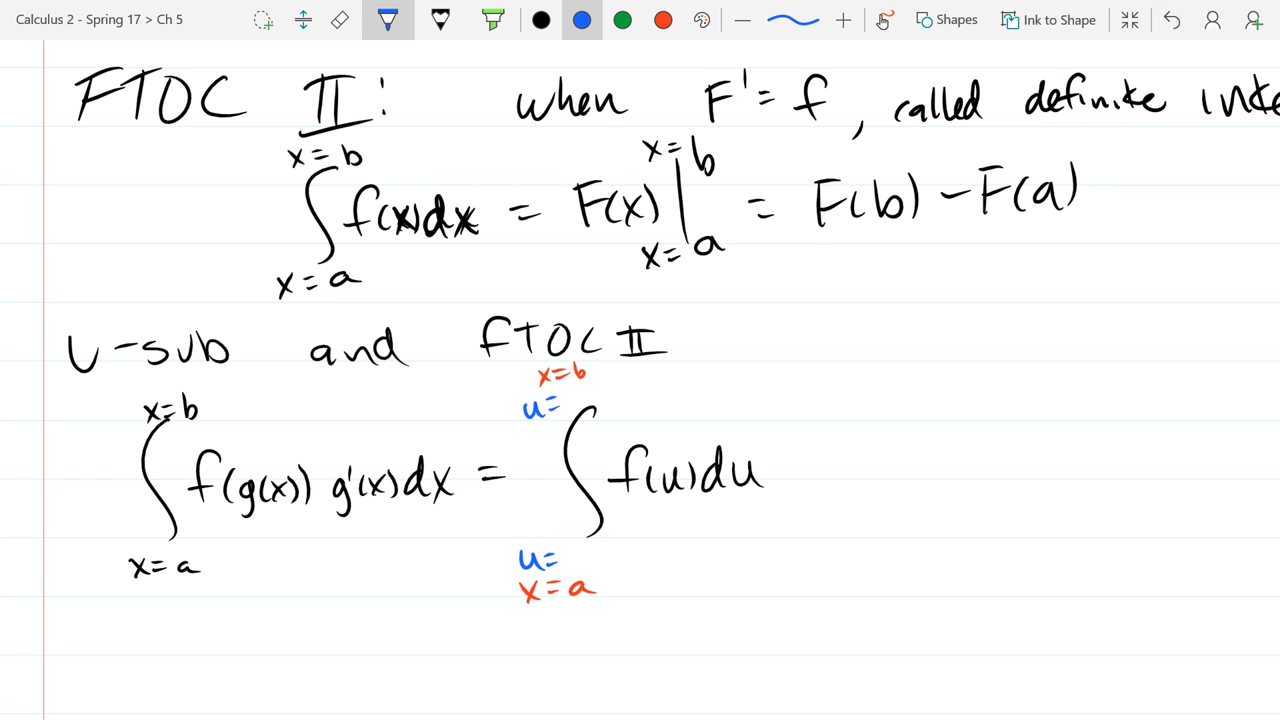 Calculus 2 - Spring 17 > Ch 5 Shapes Ink to Shape
FTOC II: when F' = f, called definite inte
x=b x=b
∫ f(x)dx = F(x) | = F(b) - F(a)
x=a x=a
U-sub and FTOC II
x=b
x=b u=
∫ f(g(x)) g'(x)dx = ∫ f(u)du
x=a u=
x=a